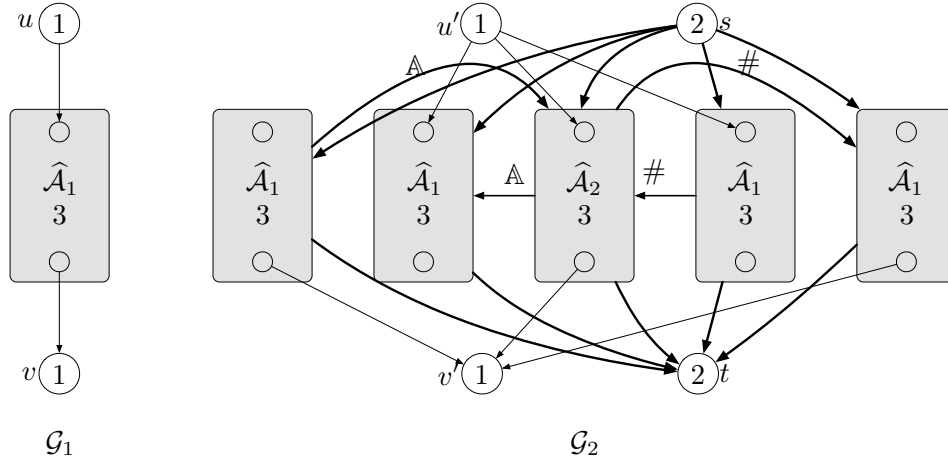 u 1 u′ 1 2 s
𝔸 #
Â₁ Â₁ Â₁ Â₂ Â₁ Â₁
𝔸 #
3 3 3 3 3 3
v 1 v′ 1 2 t
𝒢₁ 𝒢₂